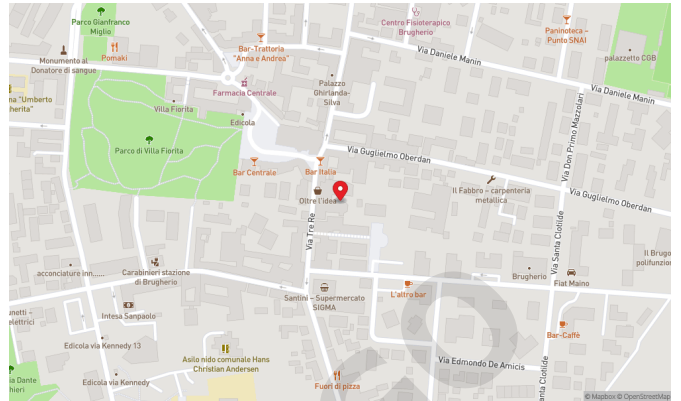 Parco Gianfranco
Miglio
Centro Fisioterapico
Brugherio
Paninoteca –
Punto SNAI
Monumento al
Donatore di sangue
Pomaki
Bar-Trattoria
"Anna e Andrea"
Via Daniele Manin
palazzetto CGB
Farmacia Centrale
Palazzo
Ghirlanda-
Silva
Via Daniele Manin
na "Umberto
gherita"
Villa Fiorita
Edicola
Via Don Primo Mazzolari
Parco di Villa Fiorita
Via Guglielmo Oberdan
Bar Centrale
Bar Italia
Il Fabbro – carpenteria
metallica
Via Guglielmo Oberdan
Oltre l'idea
Via Tre Re
Via Santa Clotilde
Il Brugo
polifunzion
acconciature inn......
Carabinieri stazione
di Brugherio
Brugherio
Fiat Maino
Santini – Supermercato
SIGMA
L'altro bar
Intesa Sanpaolo
unetti –
elettrici
Bar-Caffè
Edicola via Kennedy 13
Asilo nido comunale Hans
Christian Andersen
Via Edmondo De Amicis
Via Santa Clotilde
Edicola via Kennedy
Fuori di pizza
ia Dante
hieri
© Mapbox © OpenStreetMap